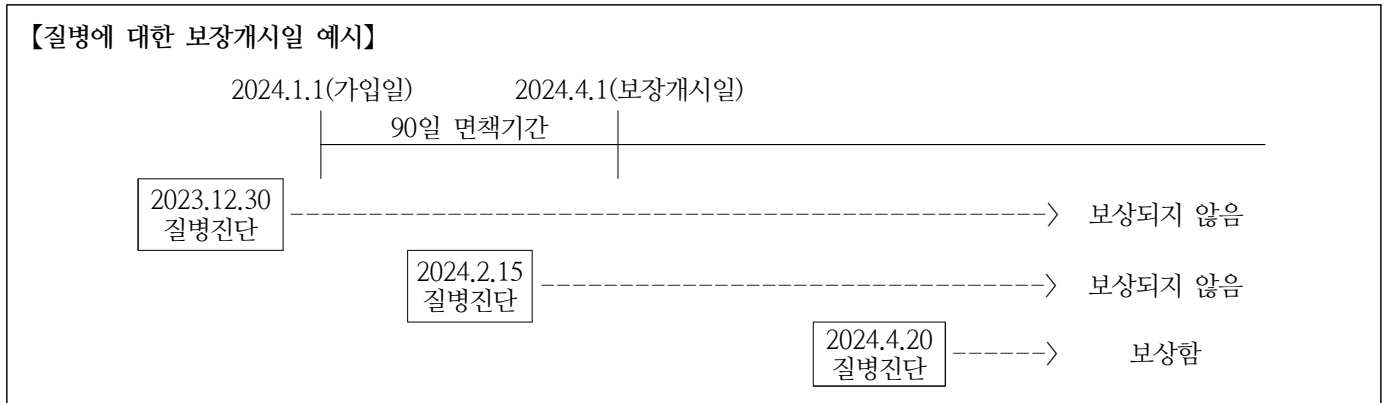 【질병에 대한 보장개시일 예시】
2024.1.1(가입일) 2024.4.1(보장개시일)
90일 면책기간
2023.12.30
질병진단
보상되지 않음
2024.2.15
질병진단
보상되지 않음
2024.4.20
질병진단
보상함